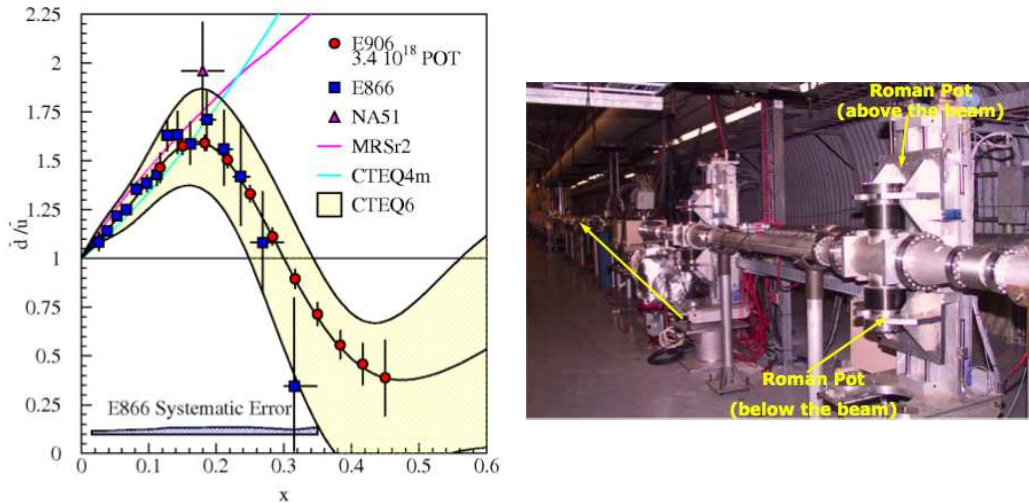 2.25
2
1.75
1.5
1.25
1
0.75
0.5
0.25
0
d̄/ū
E906
3.4 10¹⁸ POT
E866
NA51
MRSr2
CTEQ4m
CTEQ6
E866 Systematic Error
0 0.1 0.2 0.3 0.4 0.5 0.6
x
Roman Pot
(above the beam)
Roman Pot
(below the beam)